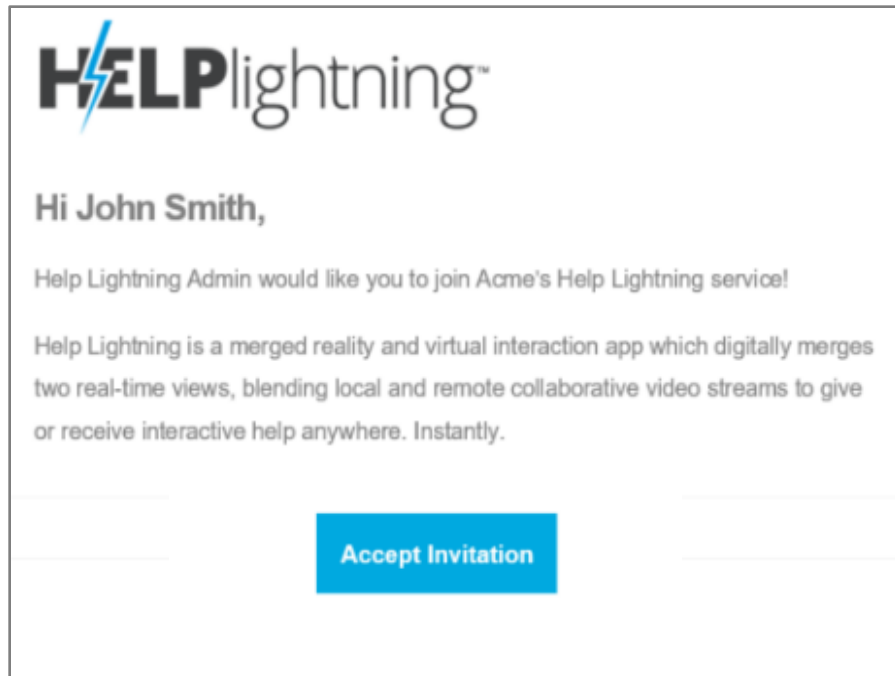 HELPlightning™
Hi John Smith,
Help Lightning Admin would like you to join Acme's Help Lightning service!
Help Lightning is a merged reality and virtual interaction app which digitally merges
two real-time views, blending local and remote collaborative video streams to give
or receive interactive help anywhere. Instantly.
Accept Invitation